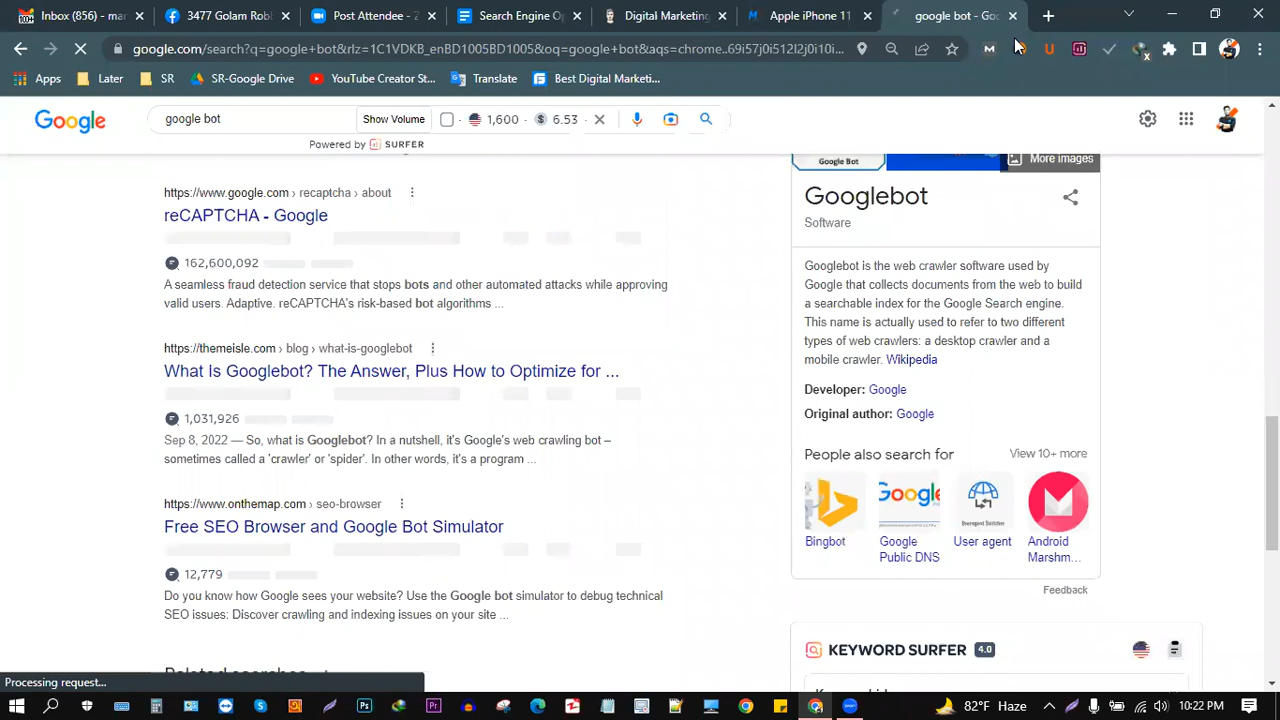 Inbox
3477 Golam Rob
Post Attendee - 2
Search Engine Op
Digital Marketing
Apple iPhone 11
google bot - Goo
google.com/search?q=google+bot&rlz=1C1VDKB_enBD1005BD1005&oq=google+bot&aqs=chrome..69i57j0i512l2j0i10i...
Apps
Later
SR
SR-Google Drive
YouTube Creator St...
Translate
Best Digital Marketi...
Google
google bot
Show Volume
1,600
6.53
Powered by SURFER
Google Bot
More images
https://www.google.com › recaptcha › about
reCAPTCHA - Google
162,600,092
A seamless fraud detection service that stops bots and other automated attacks while approving
valid users. Adaptive. reCAPTCHA's risk-based bot algorithms ...
https://themeisle.com › blog › what-is-googlebot
What Is Googlebot? The Answer, Plus How to Optimize for ...
1,031,926
Sep 8, 2022 — So, what is Googlebot? In a nutshell, it's Google's web crawling bot –
sometimes called a 'crawler' or 'spider'. In other words, it's a program ...
https://www.onthemap.com › seo-browser
Free SEO Browser and Google Bot Simulator
12,779
Do you know how Google sees your website? Use the Google bot simulator to debug technical
SEO issues: Discover crawling and indexing issues on your site ...
Googlebot
Software
Googlebot is the web crawler software used by
Google that collects documents from the web to build
a searchable index for the Google Search engine.
This name is actually used to refer to two different
types of web crawlers: a desktop crawler and a
mobile crawler. Wikipedia
Developer: Google
Original author: Google
People also search for
View 10+ more
Bingbot
Google
Public DNS
User agent
Android
Marshm...
Feedback
KEYWORD SURFER 4.0
Processing request...
82°F Haze
10:22 PM